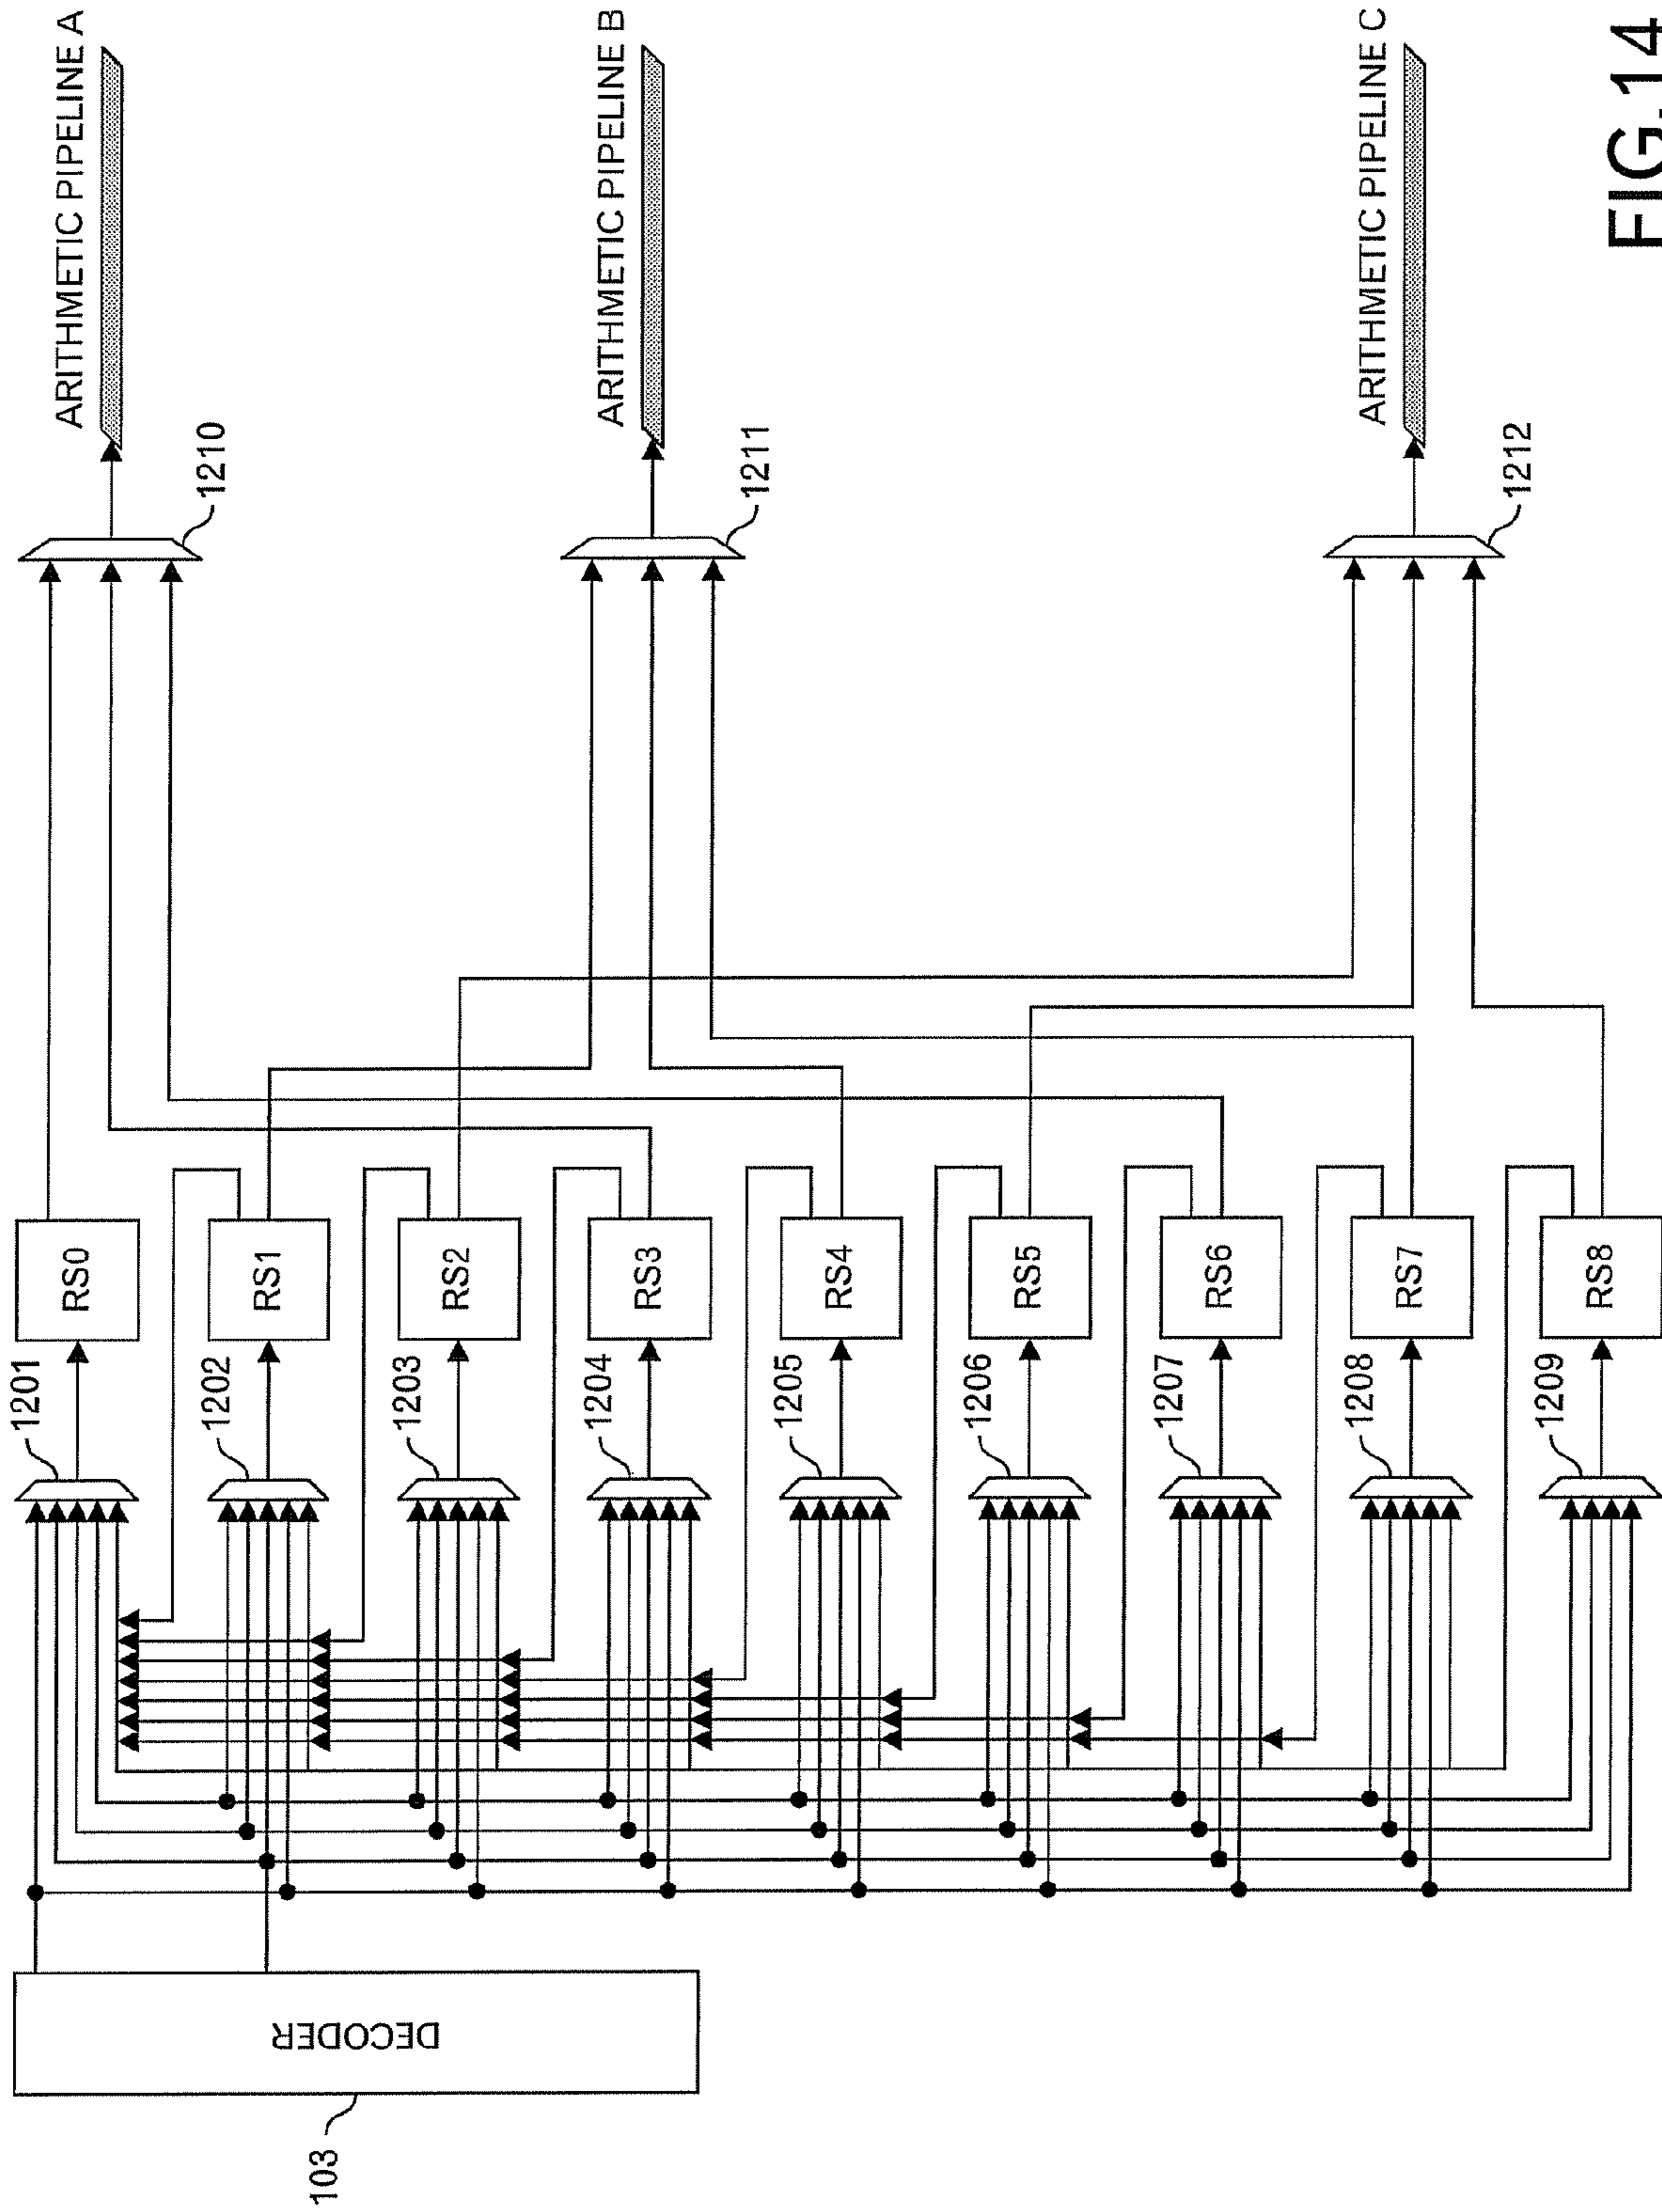 103
DECODER
1201
1202
1203
1204
1205
1206
1207
1208
1209
RS0
RS1
RS2
RS3
RS4
RS5
RS6
RS7
RS8
1210
1211
1212
ARITHMETIC PIPELINE A
ARITHMETIC PIPELINE B
ARITHMETIC PIPELINE C
FIG.14